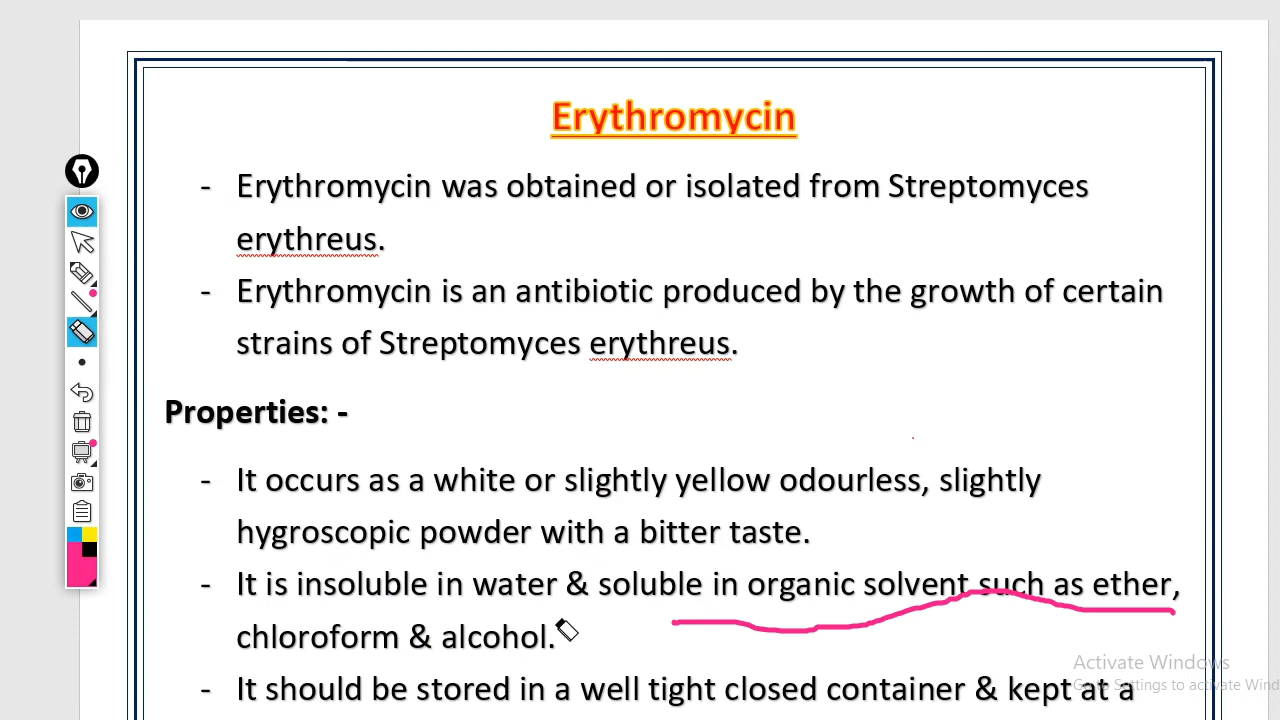 Erythromycin
- Erythromycin was obtained or isolated from Streptomyces
erythreus.
- Erythromycin is an antibiotic produced by the growth of certain
strains of Streptomyces erythreus.
Properties: -
- It occurs as a white or slightly yellow odourless, slightly
hygroscopic powder with a bitter taste.
- It is insoluble in water & soluble in organic solvent such as ether,
chloroform & alcohol.
- It should be stored in a well tight closed container & kept at a
Activate Windows
Go to Settings to activate Wind